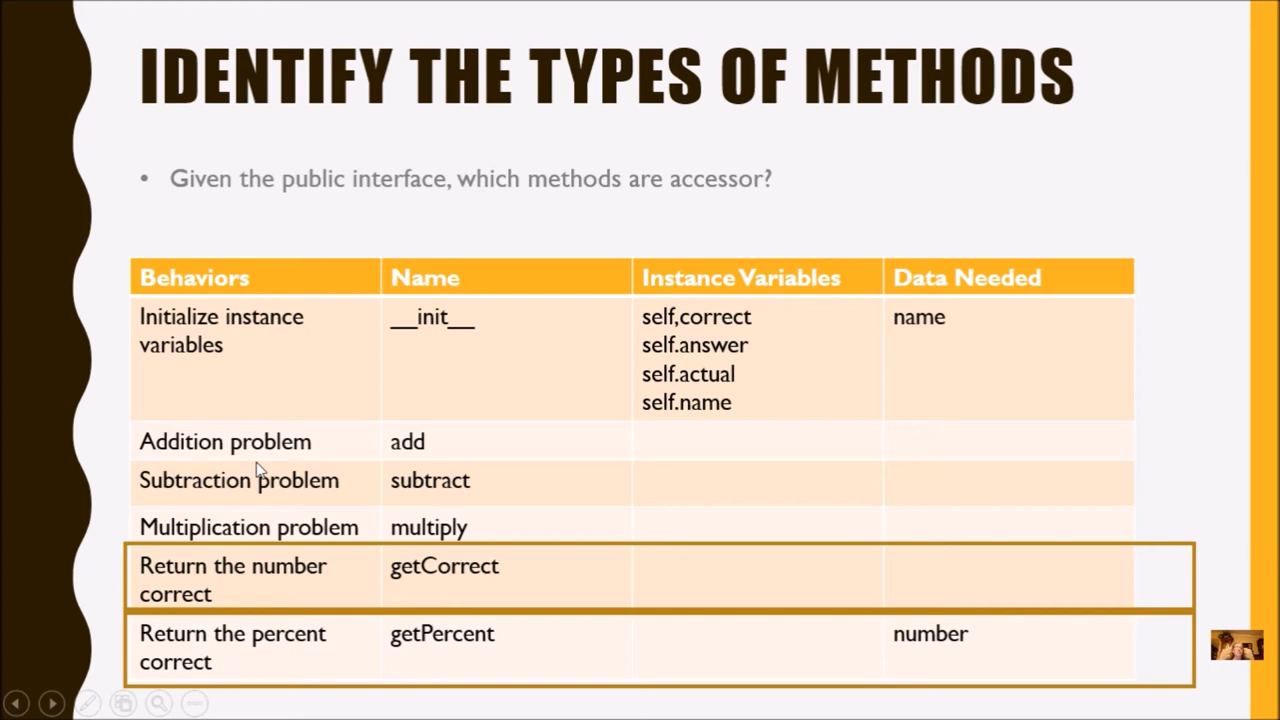 IDENTIFY THE TYPES OF METHODS
• Given the public interface, which methods are accessor?
Behaviors Name Instance Variables Data Needed
Initialize instance __init__ self,correct name
variables self.answer
self.actual
self.name
Addition problem add
Subtraction problem subtract
Multiplication problem multiply
Return the number getCorrect
correct
Return the percent getPercent number
correct